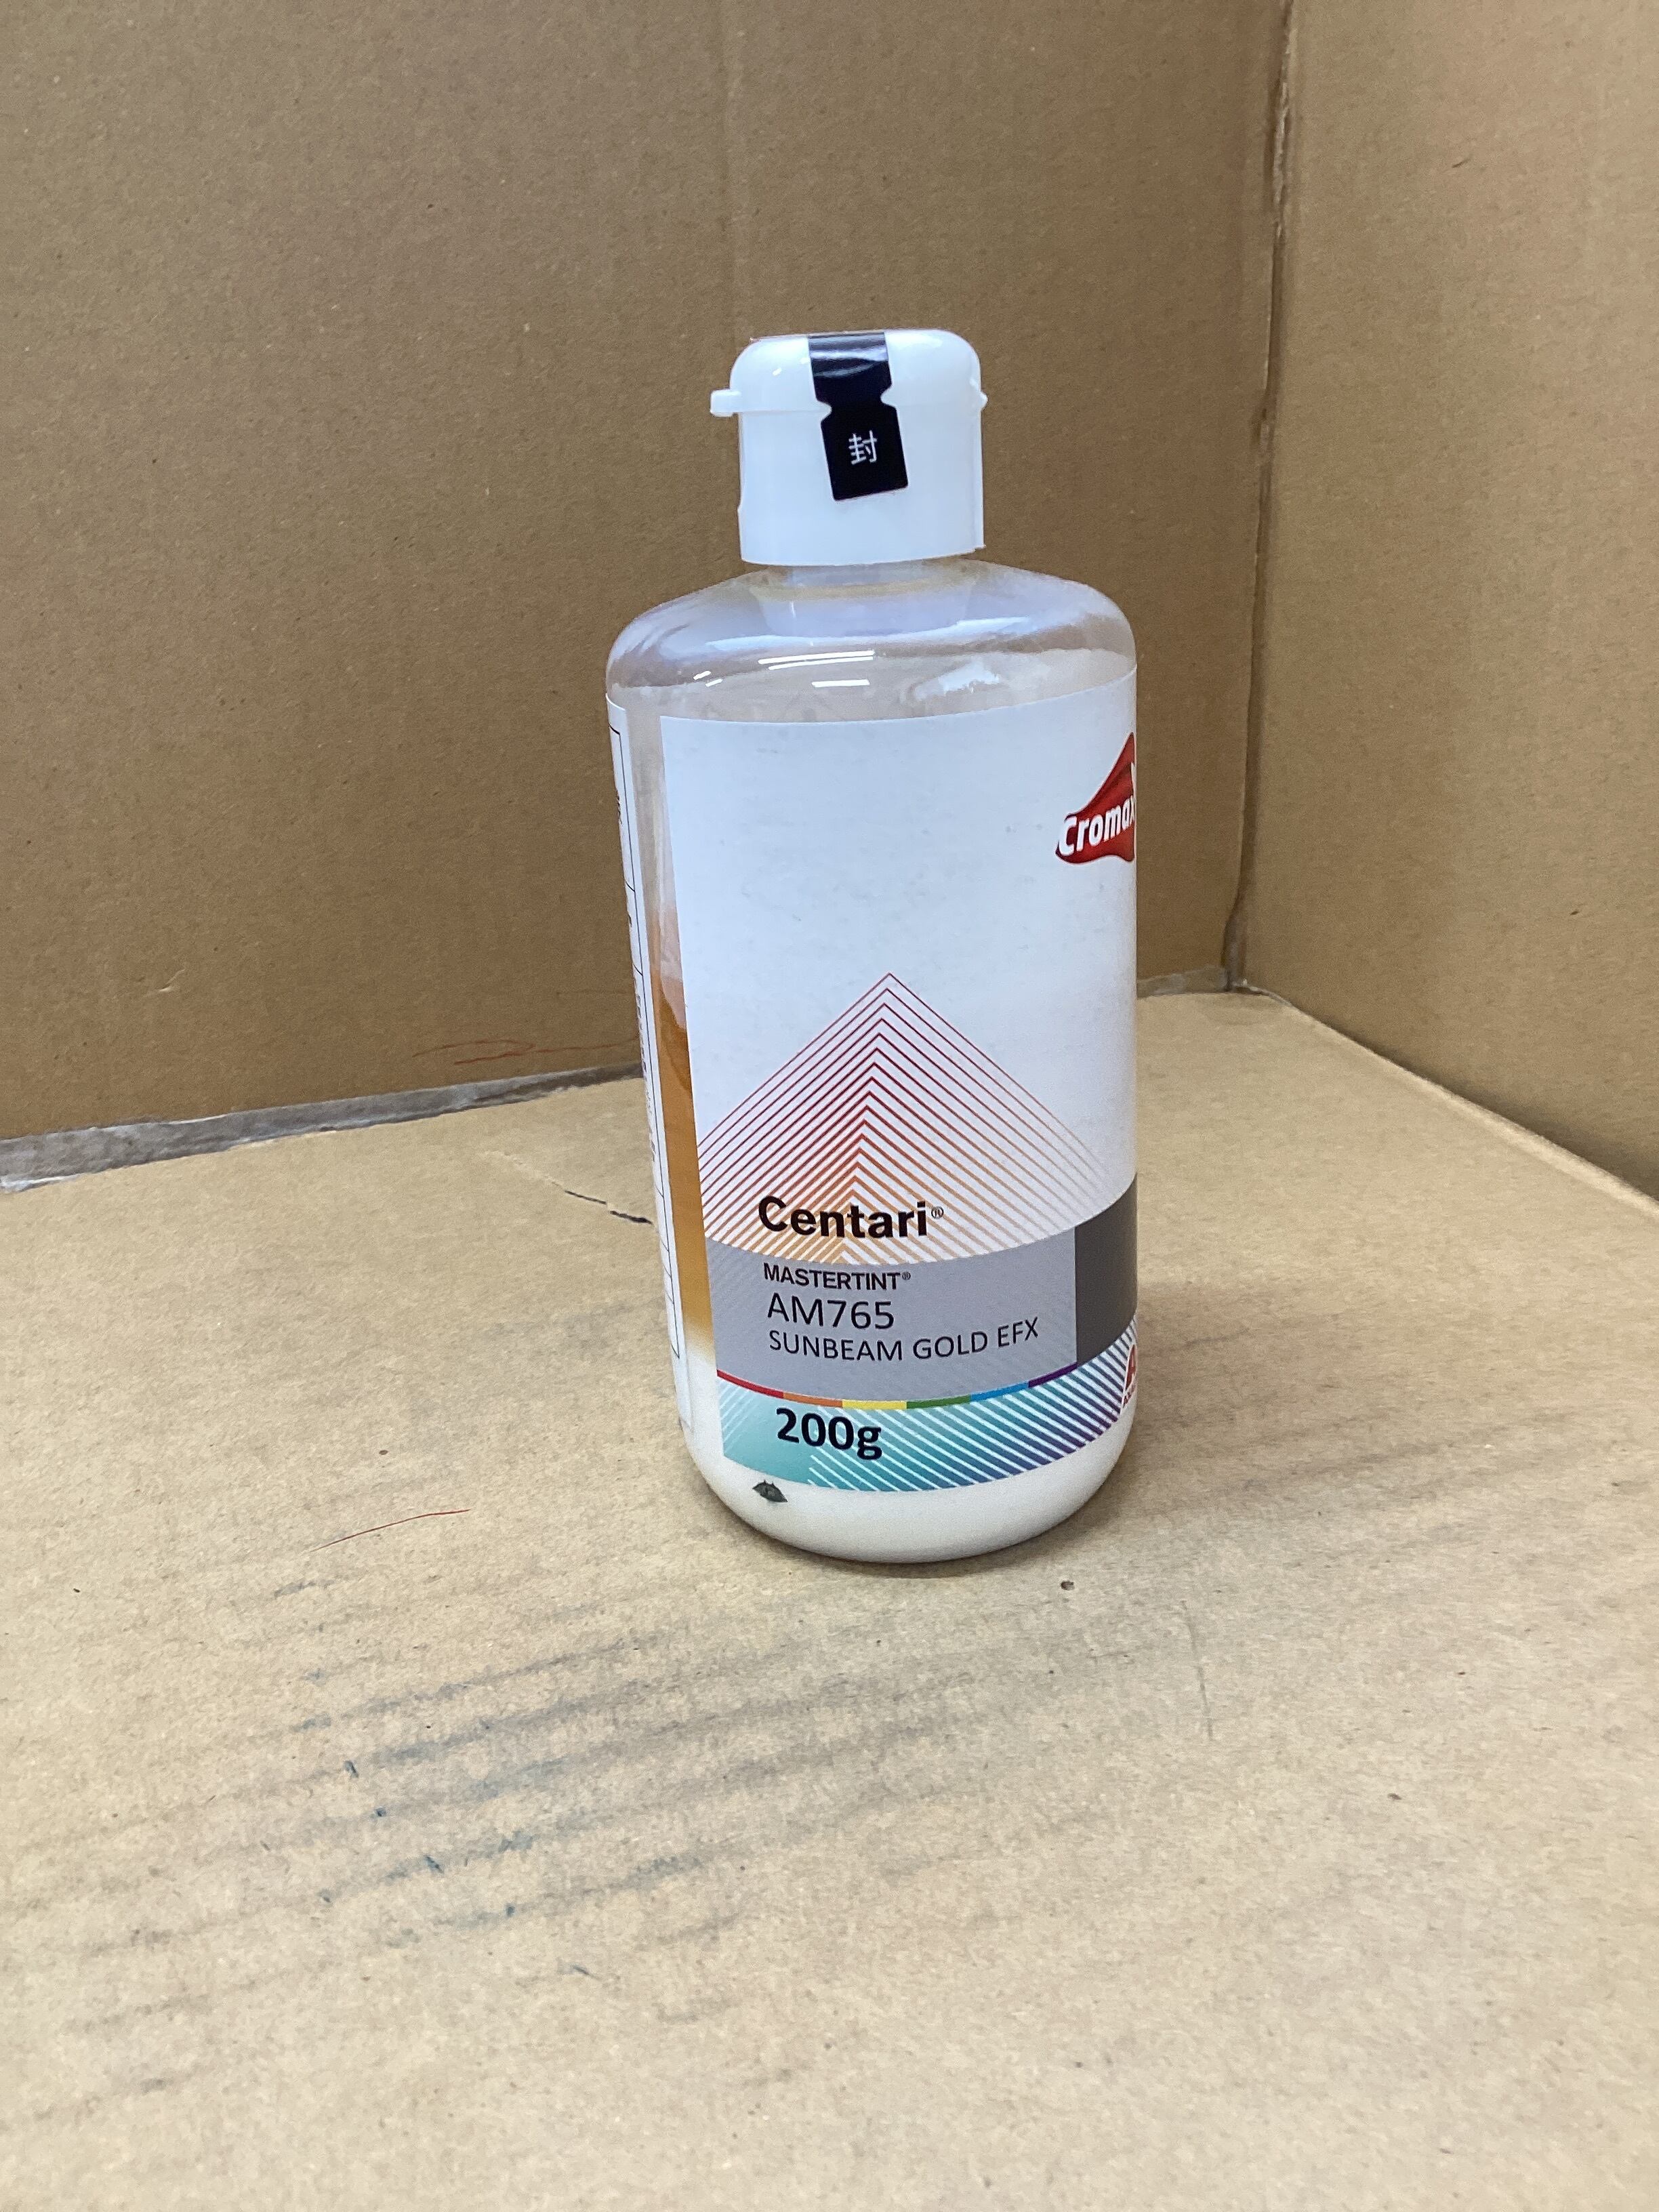 封
Cromax
Centari®
MASTERTINT®
AM765
SUNBEAM GOLD EFX
200g